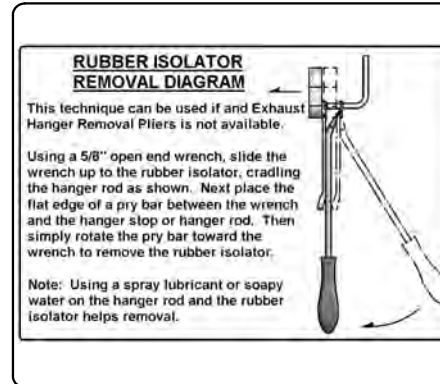 RUBBER ISOLATOR
REMOVAL DIAGRAM
This technique can be used if and Exhaust
Hanger Removal Pliers is not available.
Using a 5/8" open end wrench, slide the
wrench up to the rubber isolator, cradling
the hanger rod as shown. Next place the
flat edge of a pry bar between the wrench
and the hanger stop or hanger rod. Then
simply rotate the pry bar toward the
wrench to remove the rubber isolator.
Note: Using a spray lubricant or soapy
water on the hanger rod and the rubber
isolator helps removal.